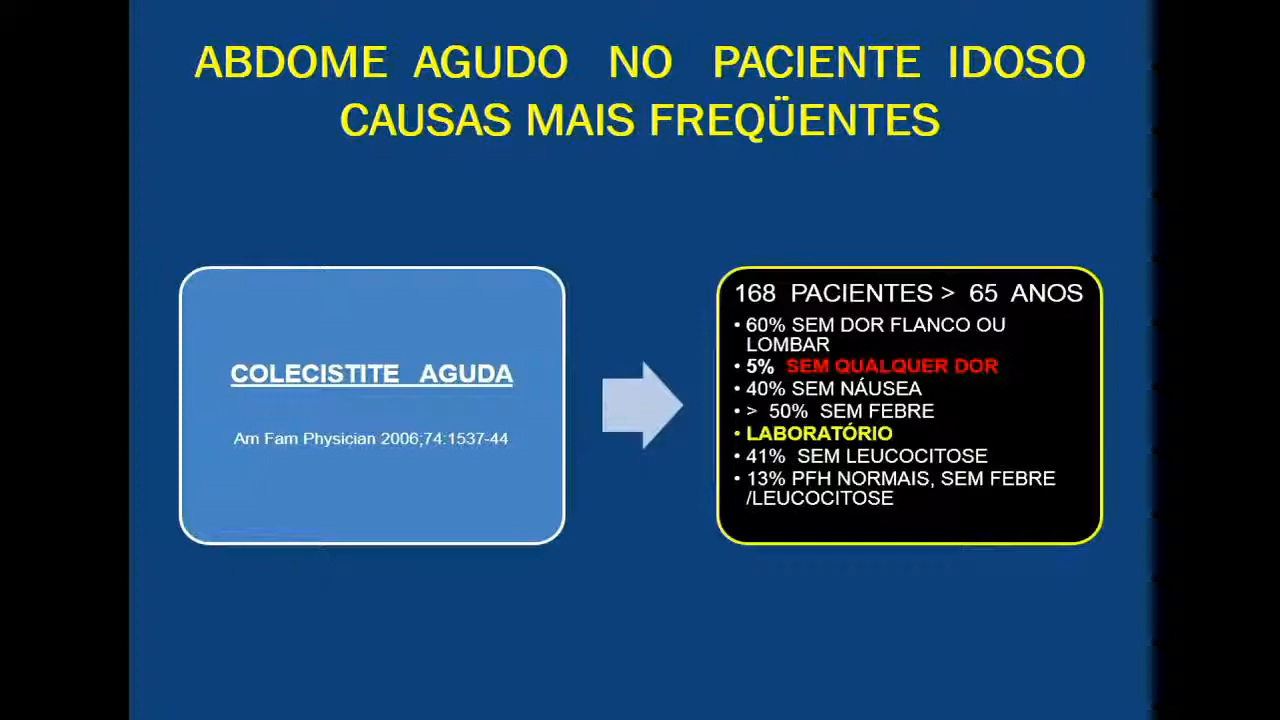 ABDOME AGUDO NO PACIENTE IDOSO
CAUSAS MAIS FREQÜENTES
COLECISTITE AGUDA
Am Fam Physician 2006;74:1537-44
168 PACIENTES > 65 ANOS
• 60% SEM DOR FLANCO OU
LOMBAR
• 5% SEM QUALQUER DOR
• 40% SEM NÁUSEA
• > 50% SEM FEBRE
• LABORATÓRIO
• 41% SEM LEUCOCITOSE
• 13% PFH NORMAIS, SEM FEBRE
/LEUCOCITOSE